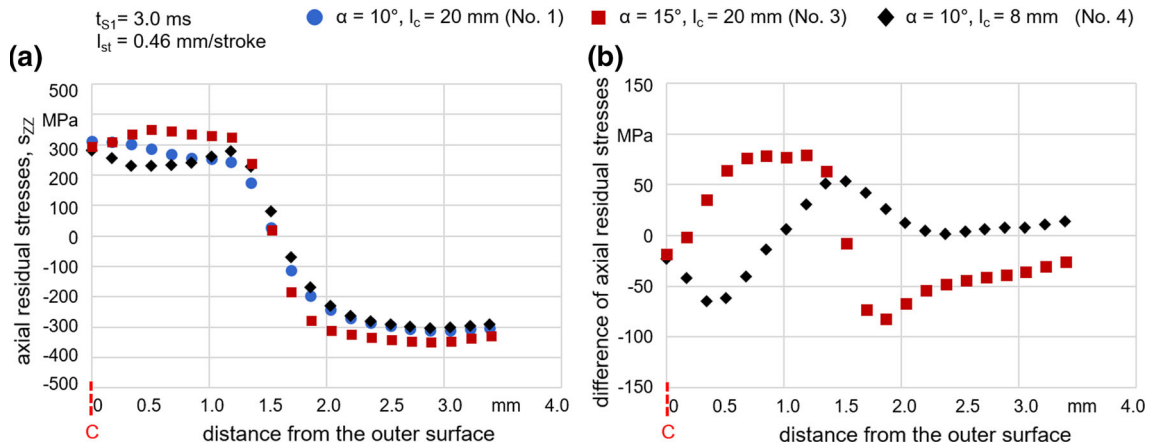 t_S1 = 3.0 ms
l_st = 0.46 mm/stroke
α = 10°, l_c = 20 mm (No. 1)
α = 15°, l_c = 20 mm (No. 3)
α = 10°, l_c = 8 mm (No. 4)
(a)
axial residual stresses, s_ZZ
500
MPa
300
200
100
0
-100
-200
-300
-400
-500
0 0.5 1.0 1.5 2.0 2.5 3.0 mm 4.0
C
distance from the outer surface
(b)
difference of axial residual stresses
150
MPa
50
0
-50
-100
-150
0 0.5 1.0 1.5 2.0 2.5 3.0 mm 4.0
C
distance from the outer surface